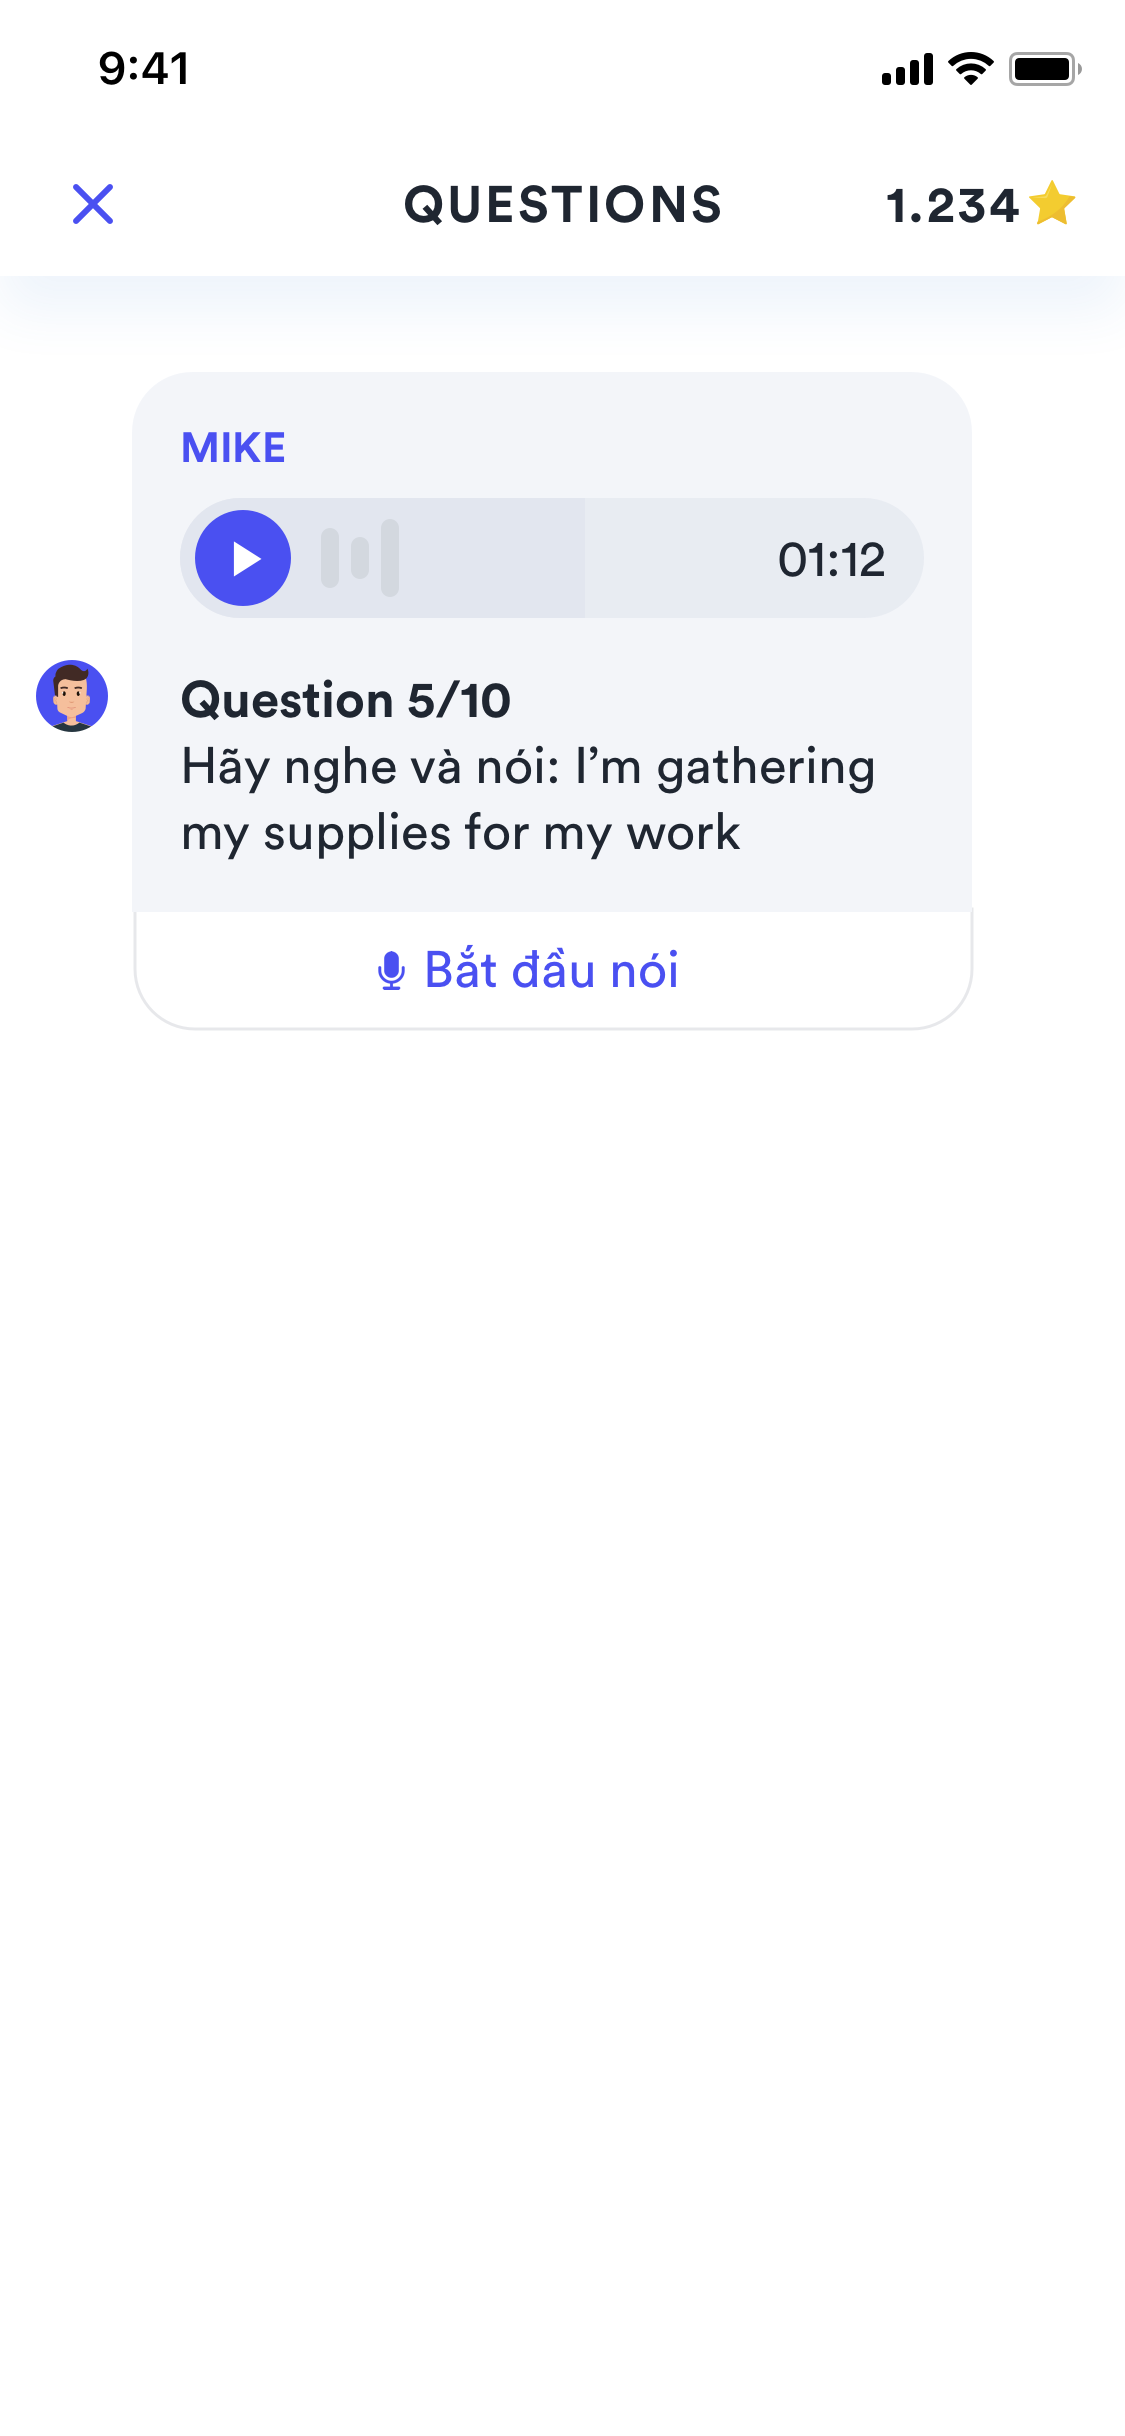 9:41
QUESTIONS
1.234
MIKE
01:12
Question 5/10
Hãy nghe và nói: I’m gathering
my supplies for my work
Bắt đầu nói